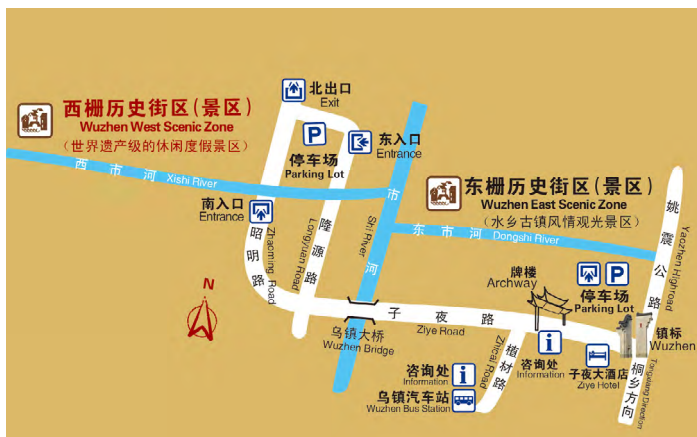 北出口
Exit
西栅历史街区(景区)
Wuzhen West Scenic Zone
(世界遗产级的休闲度假景区)
P
停车场
Parking Lot
东入口
Entrance
西市河 Xishi River
南入口
Entrance
昭明路
Zhaoming Road
隆源路
Longyuan Road
市河
Shi River
东栅历史街区(景区)
Wuzhen East Scenic Zone
(水乡古镇风情观光景区)
东市河 Dongshi River
姚震公路
Yaozhen Highroad
牌楼
Archway
P
停车场
Parking Lot
N
子夜路
Ziye Road
乌镇大桥
Wuzhen Bridge
植材路
Zhicai Road
镇标
Wuzhen
咨询处
Information
咨询处
Information
子夜大酒店
Ziye Hotel
乌镇汽车站
Wuzhen Bus Station
桐乡方向
Tongxiang Direction